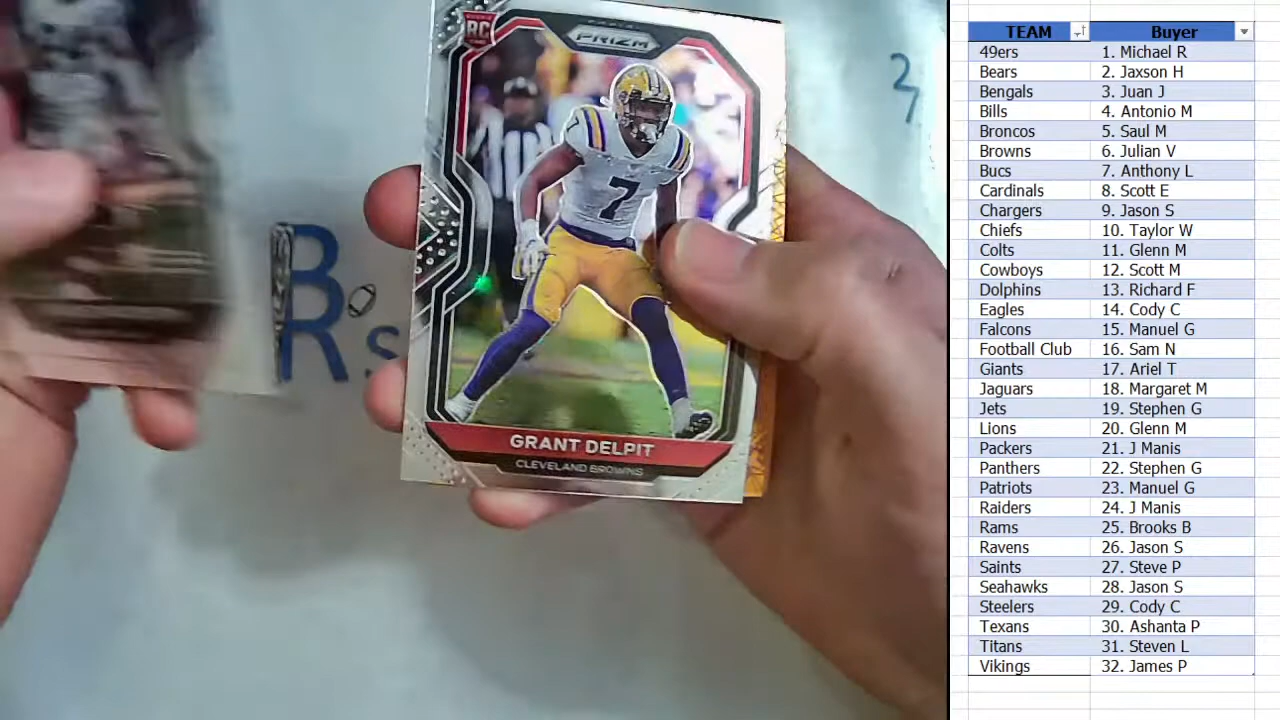 RC
PRIZM
7
7
GRANT DELPIT
CLEVELAND BROWNS
B
R's
2
TEAM Buyer
49ers 1. Michael R
Bears 2. Jaxson H
Bengals 3. Juan J
Bills 4. Antonio M
Broncos 5. Saul M
Browns 6. Julian V
Bucs 7. Anthony L
Cardinals 8. Scott E
Chargers 9. Jason S
Chiefs 10. Taylor W
Colts 11. Glenn M
Cowboys 12. Scott M
Dolphins 13. Richard F
Eagles 14. Cody C
Falcons 15. Manuel G
Football Club 16. Sam N
Giants 17. Ariel T
Jaguars 18. Margaret M
Jets 19. Stephen G
Lions 20. Glenn M
Packers 21. J Manis
Panthers 22. Stephen G
Patriots 23. Manuel G
Raiders 24. J Manis
Rams 25. Brooks B
Ravens 26. Jason S
Saints 27. Steve P
Seahawks 28. Jason S
Steelers 29. Cody C
Texans 30. Ashanta P
Titans 31. Steven L
Vikings 32. James P